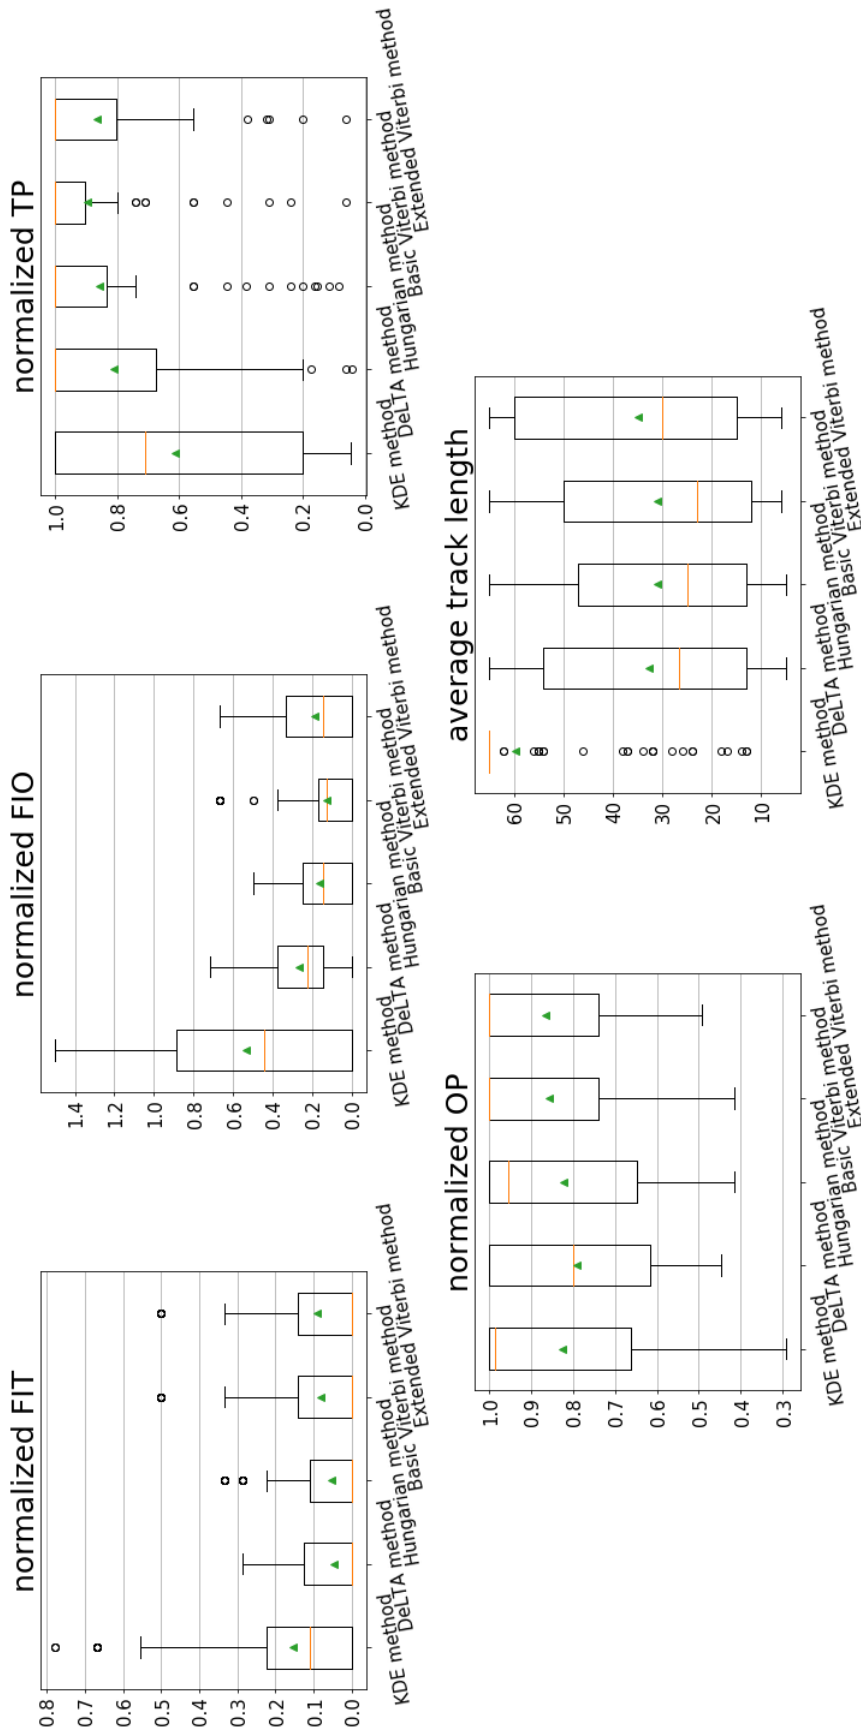 normalized FIT
0.8
0.7
0.6
0.5
0.4
0.3
0.2
0.1
0.0
KDE method
DeLTA method
Hungarian method
Basic Viterbi method
Extended Viterbi method
normalized FIO
1.4
1.2
1.0
0.8
0.6
0.4
0.2
0.0
KDE method
DeLTA method
Hungarian method
Basic Viterbi method
Extended Viterbi method
normalized TP
1.0
0.8
0.6
0.4
0.2
0.0
KDE method
DeLTA method
Hungarian method
Basic Viterbi method
Extended Viterbi method
normalized OP
1.0
0.9
0.8
0.7
0.6
0.5
0.4
0.3
KDE method
DeLTA method
Hungarian method
Basic Viterbi method
Extended Viterbi method
average track length
60
50
40
30
20
10
KDE method
DeLTA method
Hungarian method
Basic Viterbi method
Extended Viterbi method